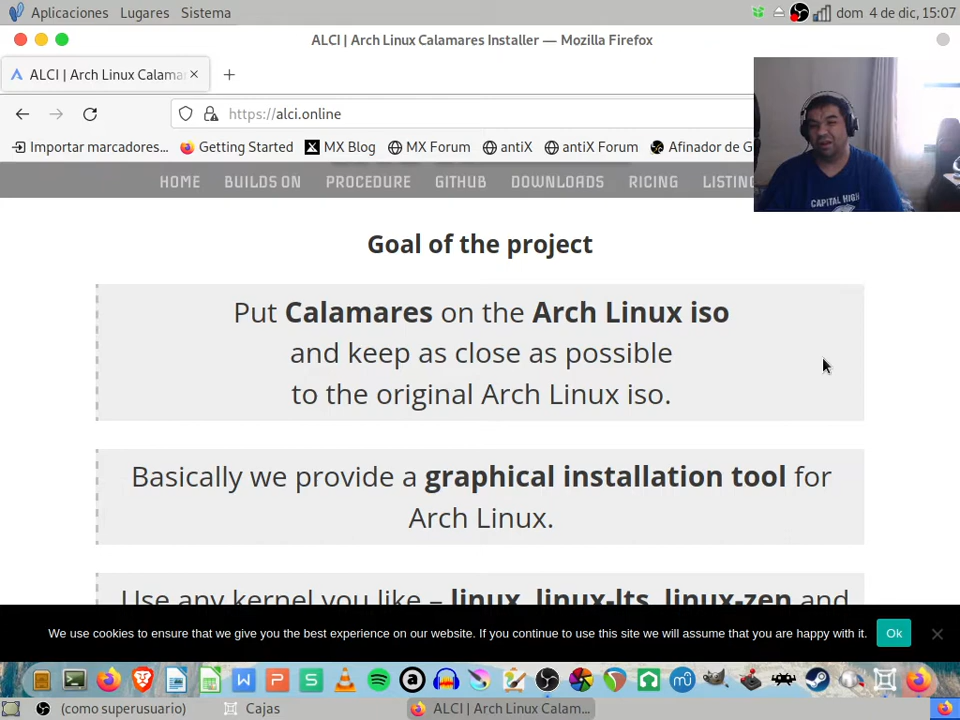 Aplicaciones Lugares Sistema dom 4 de dic, 15:07
ALCI | Arch Linux Calamares Installer — Mozilla Firefox
ALCI | Arch Linux Calama
https://alci.online
Importar marcadores... Getting Started MX Blog MX Forum antiX antiX Forum Afinador de G
HOME BUILDS ON PROCEDURE GITHUB DOWNLOADS RICING LISTING
CAPITAL HIGH
Goal of the project
Put Calamares on the Arch Linux iso
and keep as close as possible
to the original Arch Linux iso.
Basically we provide a graphical installation tool for
Arch Linux.
Use any kernel you like – linux, linux-lts, linux-zen and
We use cookies to ensure that we give you the best experience on our website. If you continue to use this site we will assume that you are happy with it. Ok
(como superusuario) Cajas ALCI | Arch Linux Calam...